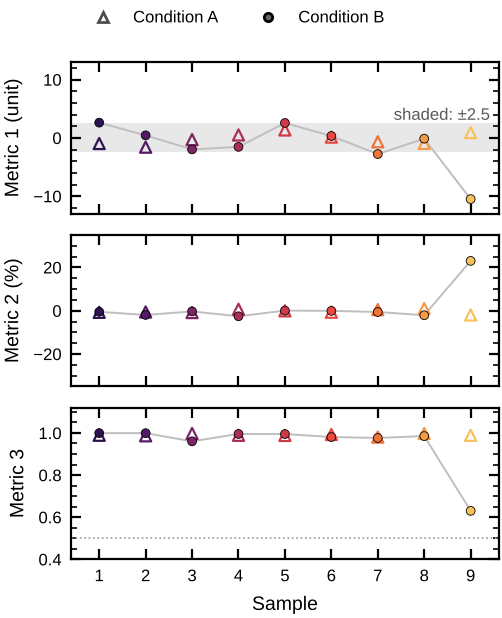 Condition A Condition B
Metric 1 (unit)
10
0
−10
shaded: ±2.5
Metric 2 (%)
20
0
−20
Metric 3
1.0
0.8
0.6
0.4
1 2 3 4 5 6 7 8 9
Sample